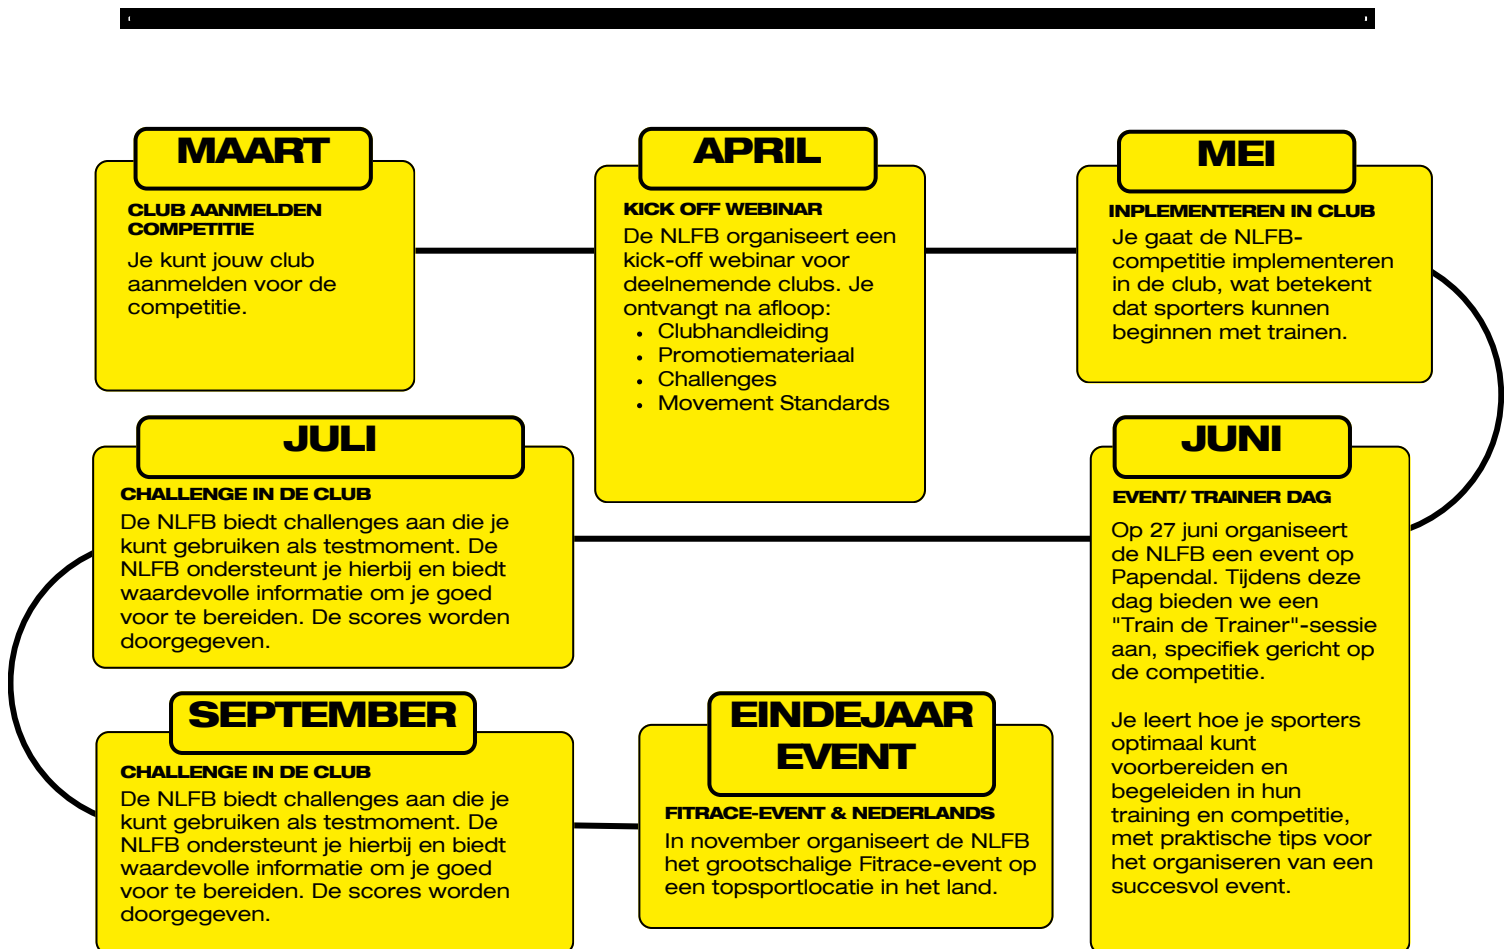 MAART
CLUB AANMELDEN
COMPETITIE
Je kunt jouw club
aanmelden voor de
competitie.
APRIL
KICK OFF WEBINAR
De NLFB organiseert een
kick-off webinar voor
deelnemende clubs. Je
ontvangt na afloop:
• Clubhandleiding
• Promotiemateriaal
• Challenges
• Movement Standards
MEI
INPLEMENTEREN IN CLUB
Je gaat de NLFB-
competitie implementeren
in de club, wat betekent
dat sporters kunnen
beginnen met trainen.
JUNI
EVENT/ TRAINER DAG
Op 27 juni organiseert
de NLFB een event op
Papendal. Tijdens deze
dag bieden we een
"Train de Trainer"-sessie
aan, specifiek gericht op
de competitie.
Je leert hoe je sporters
optimaal kunt
voorbereiden en
begeleiden in hun
training en competitie,
met praktische tips voor
het organiseren van een
succesvol event.
JULI
CHALLENGE IN DE CLUB
De NLFB biedt challenges aan die je
kunt gebruiken als testmoment. De
NLFB ondersteunt je hierbij en biedt
waardevolle informatie om je goed
voor te bereiden. De scores worden
doorgegeven.
SEPTEMBER
CHALLENGE IN DE CLUB
De NLFB biedt challenges aan die je
kunt gebruiken als testmoment. De
NLFB ondersteunt je hierbij en biedt
waardevolle informatie om je goed
voor te bereiden. De scores worden
doorgegeven.
EINDEJAAR
EVENT
FITRACE-EVENT & NEDERLANDS
In november organiseert de NLFB
het grootschalige Fitrace-event op
een topsportlocatie in het land.